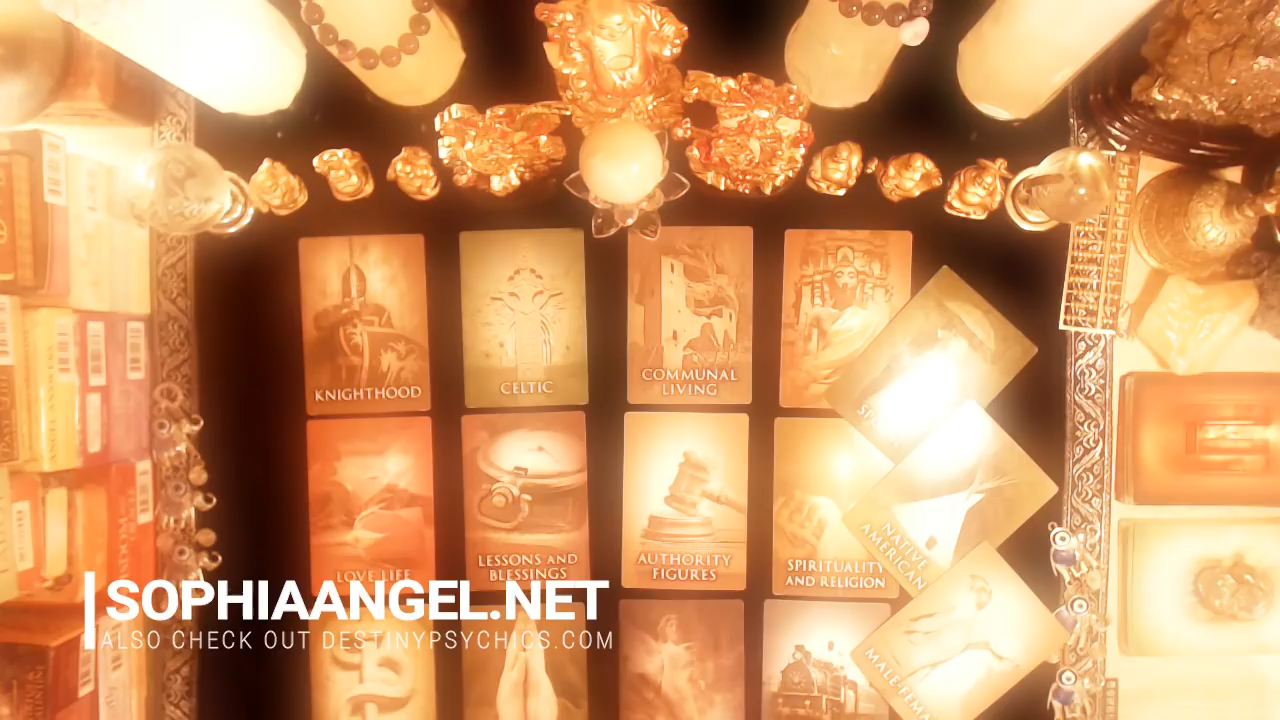 KNIGHTHOOD
CELTIC
COMMUNAL
LIVING
LOVE LIFE
LESSONS AND
BLESSINGS
AUTHORITY
FIGURES
SPIRITUALITY
AND RELIGION
NATIVE
AMERICAN
SOPHIAANGEL.NET
ALSO CHECK OUT DESTINYPSYCHICS.COM